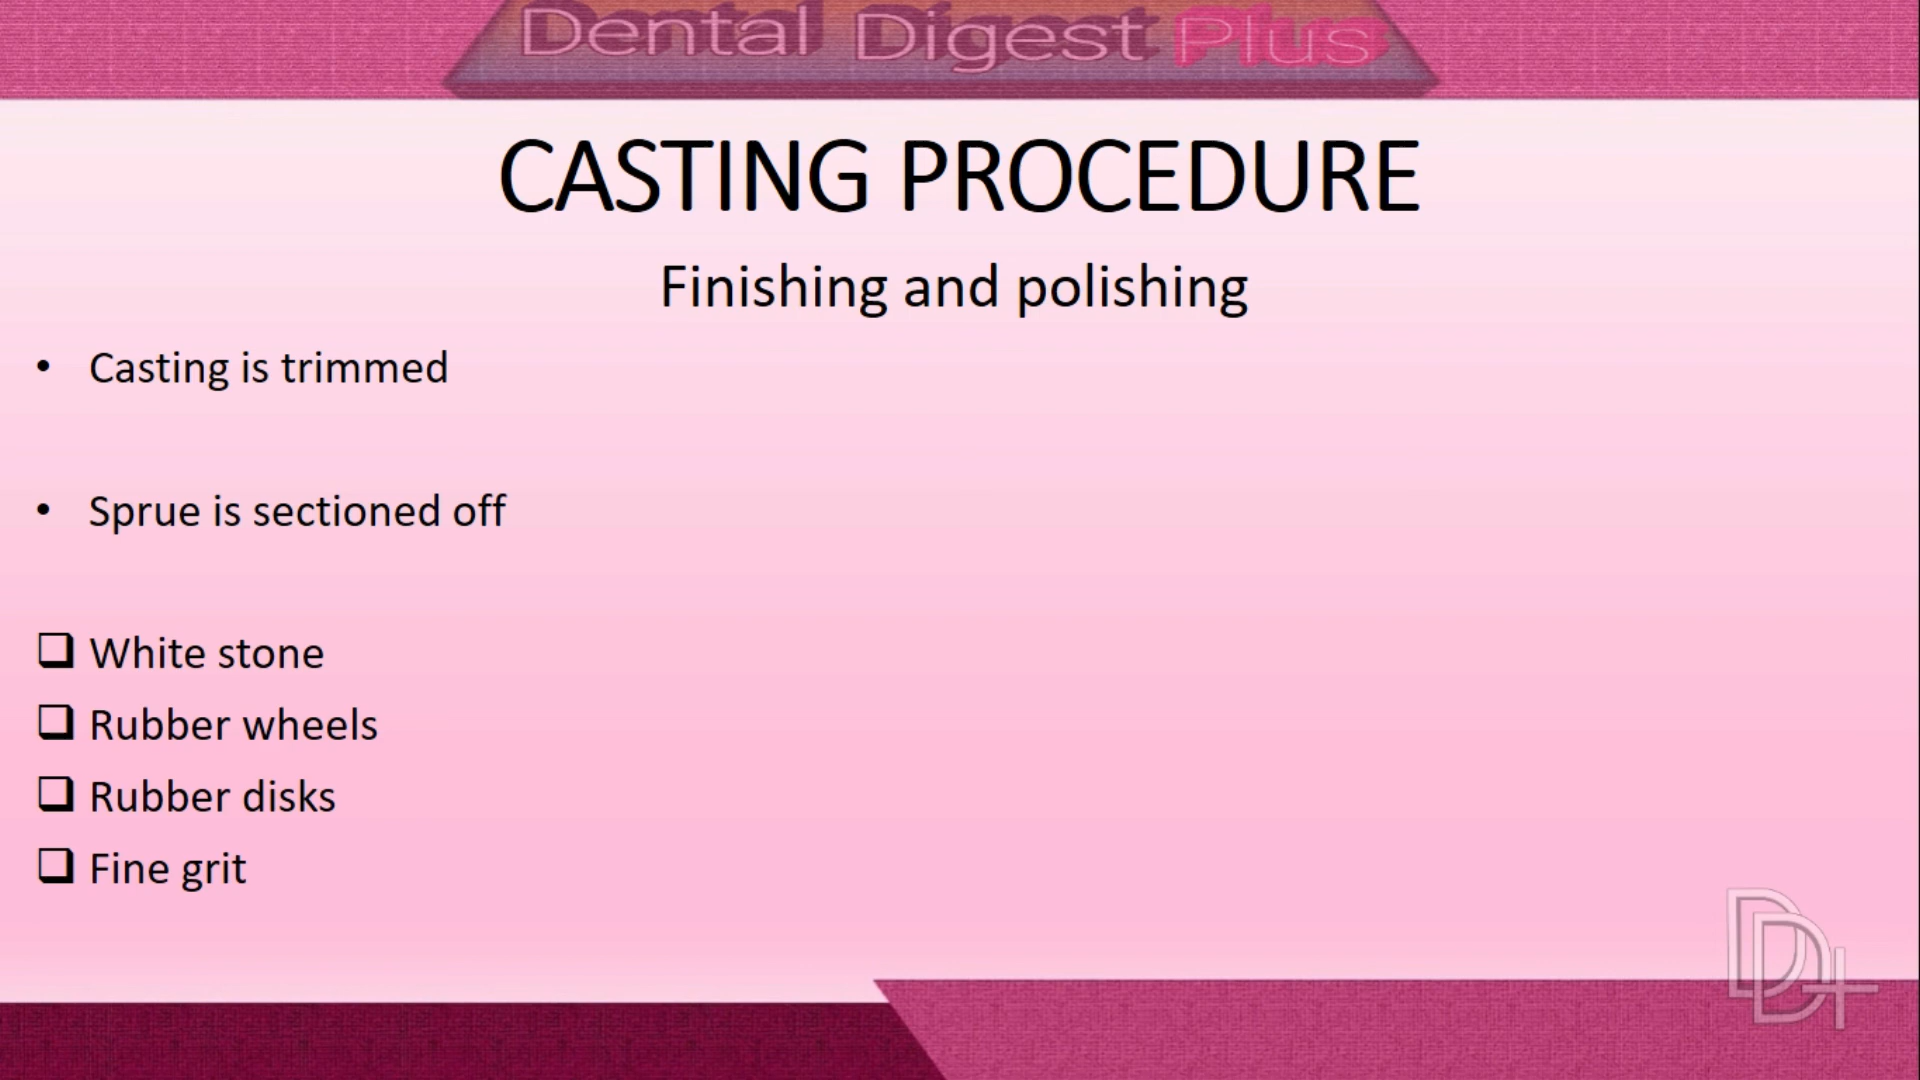 Dental Digest Plus
CASTING PROCEDURE
Finishing and polishing
• Casting is trimmed
• Sprue is sectioned off
❑ White stone
❑ Rubber wheels
❑ Rubber disks
❑ Fine grit
DD+